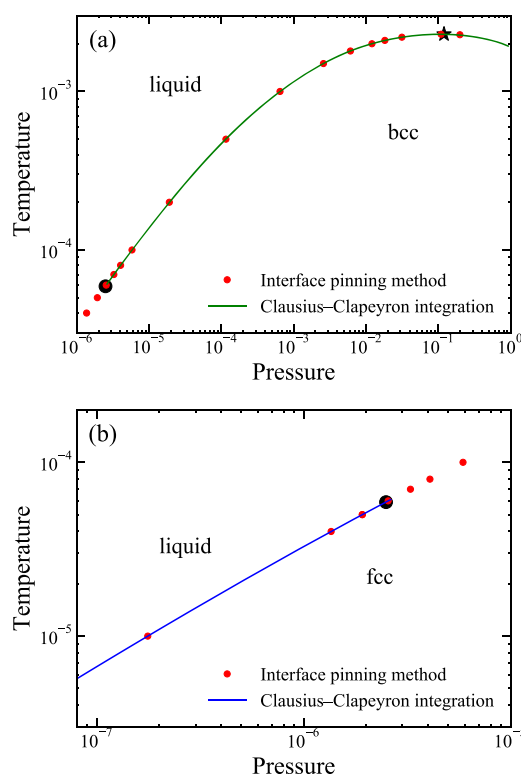 (a)
liquid
bcc
Temperature
10⁻³
10⁻⁴
Interface pinning method
Clausius–Clapeyron integration
10⁻⁶ 10⁻⁵ 10⁻⁴ 10⁻³ 10⁻² 10⁻¹ 10⁰
Pressure
(b)
liquid
fcc
Temperature
10⁻⁴
10⁻⁵
Interface pinning method
Clausius–Clapeyron integration
10⁻⁷ 10⁻⁶
Pressure